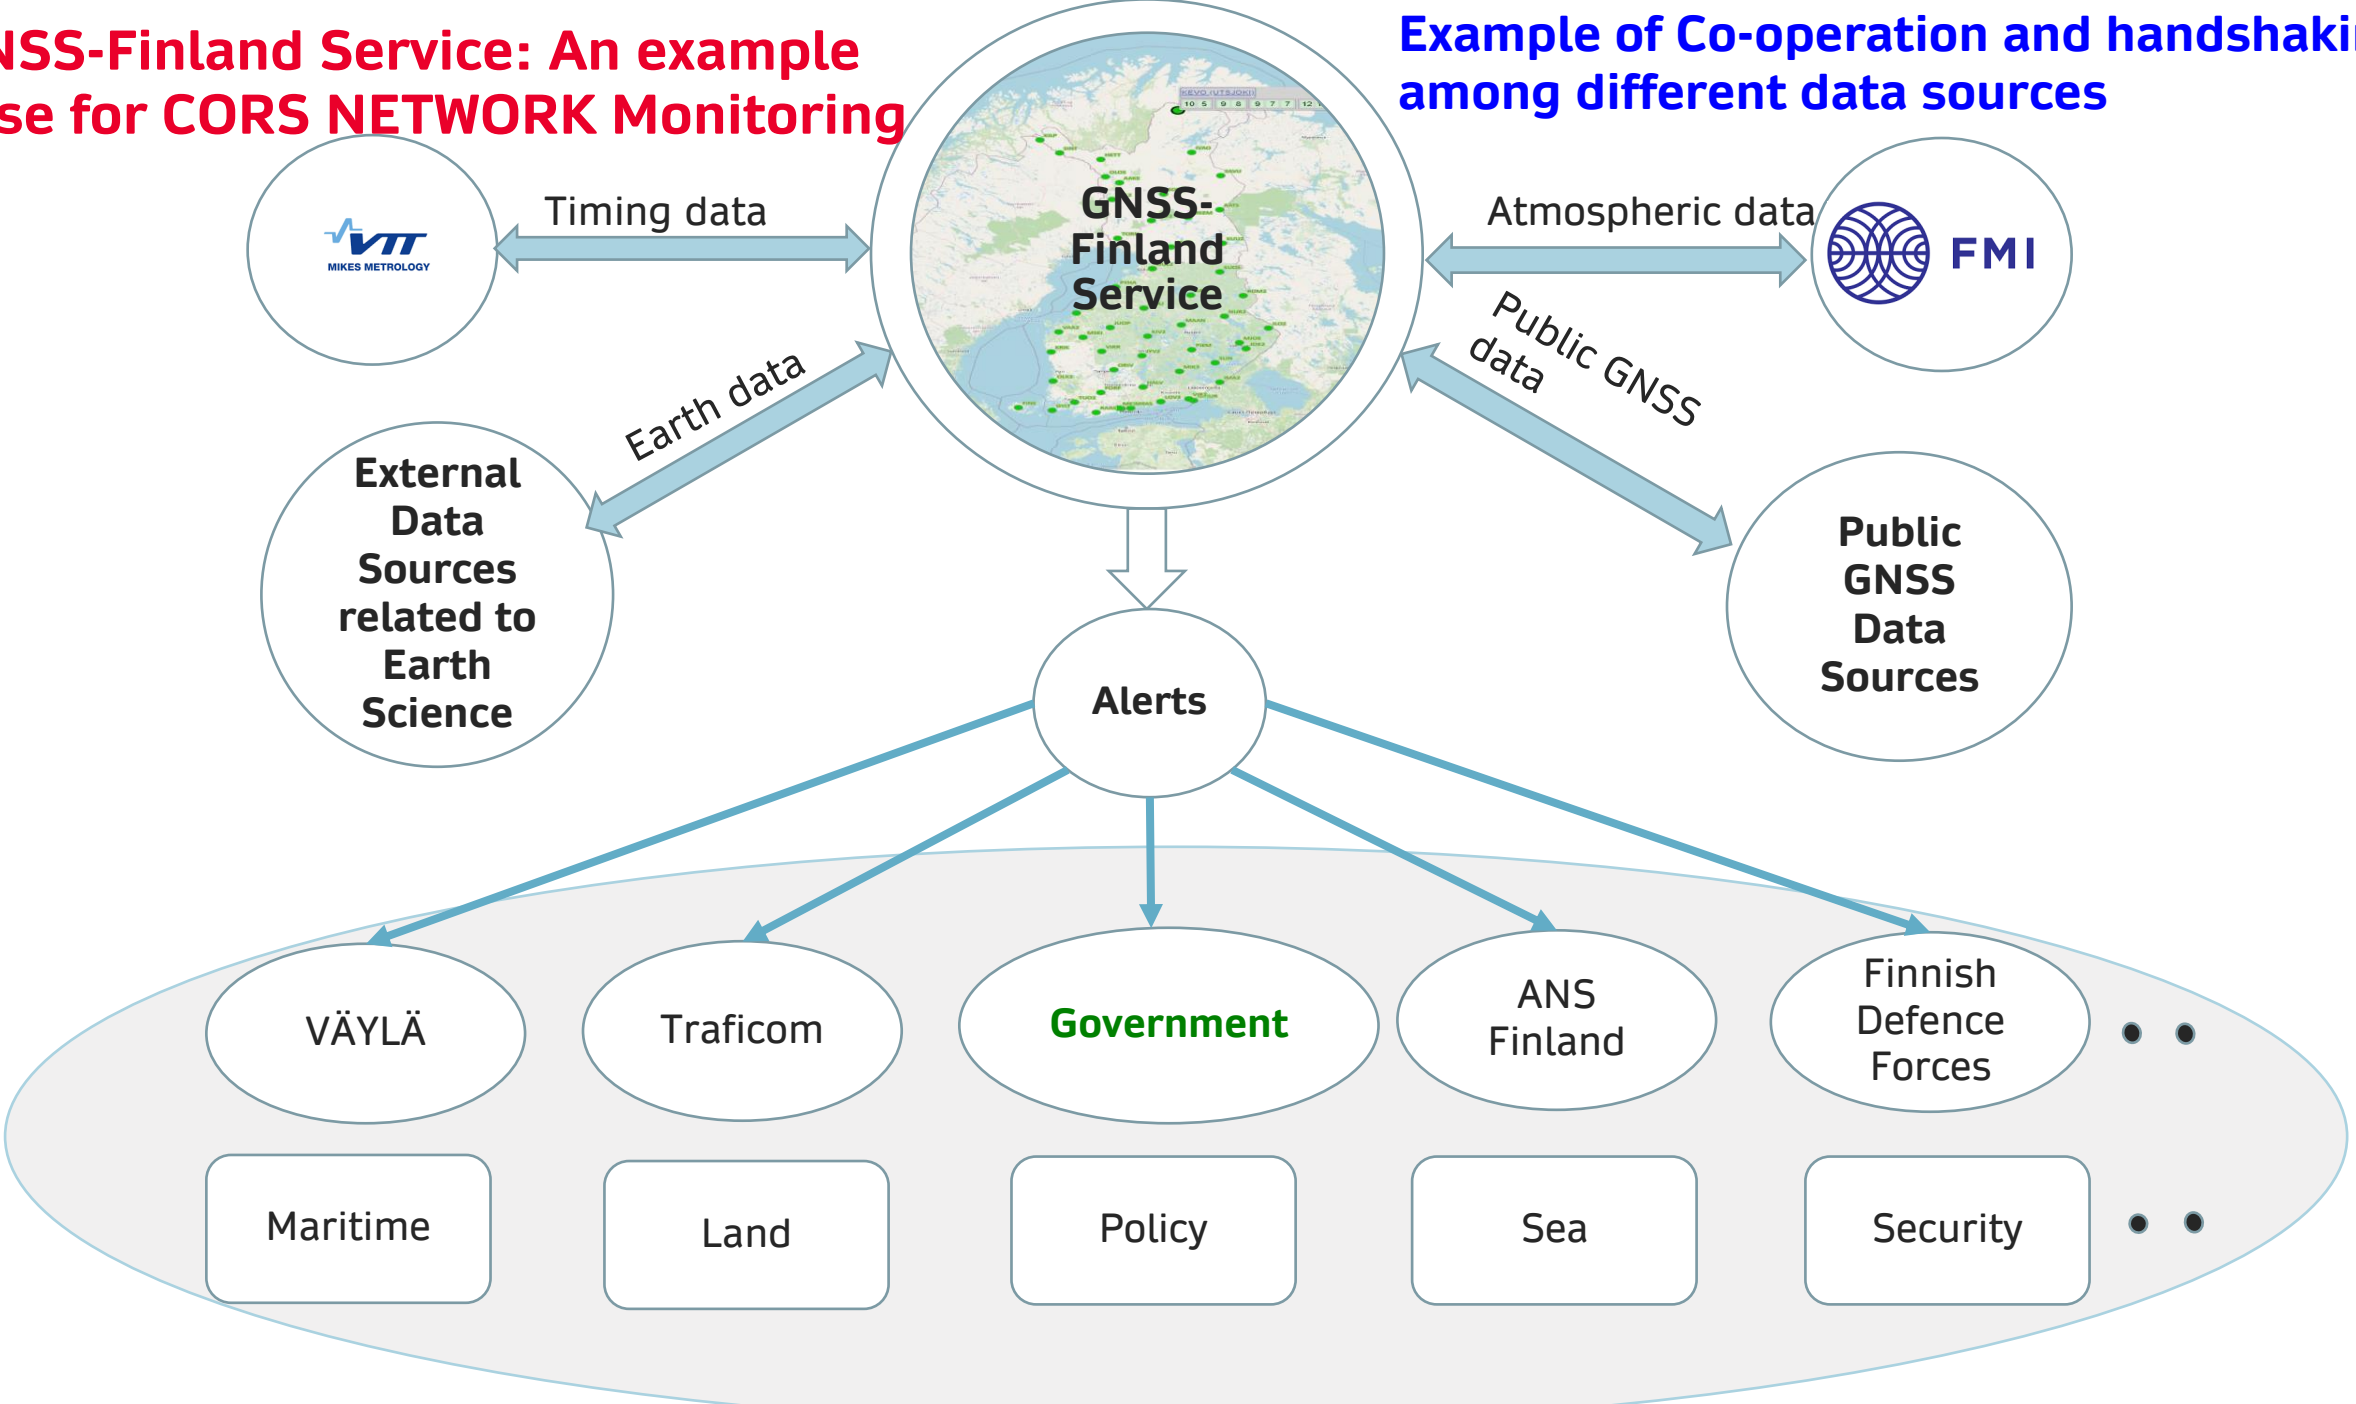 NSS-Finland Service: An example
se for CORS NETWORK Monitoring
Example of Co-operation and handshakin
among different data sources
VTT
MIKES METROLOGY
Timing data
KEVO (UTSJOKI)
GNSS-
Finland
Service
Atmospheric data
FMI
Earth data
Public GNSS
data
External
Data
Sources
related to
Earth
Science
Public
GNSS
Data
Sources
Alerts
VÄYLÄ
Traficom
Government
ANS
Finland
Finnish
Defence
Forces
Maritime
Land
Policy
Sea
Security